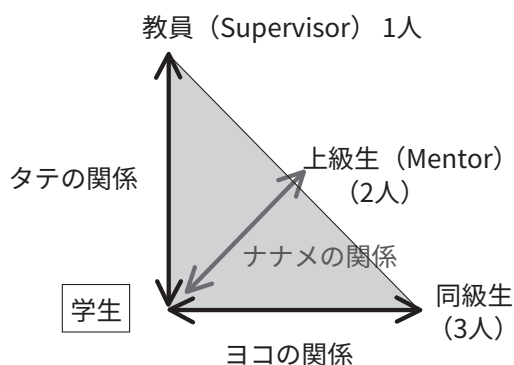 教員（Supervisor） 1人
上級生（Mentor）
（2人）
タテの関係
ナナメの関係
学生
同級生
（3人）
ヨコの関係